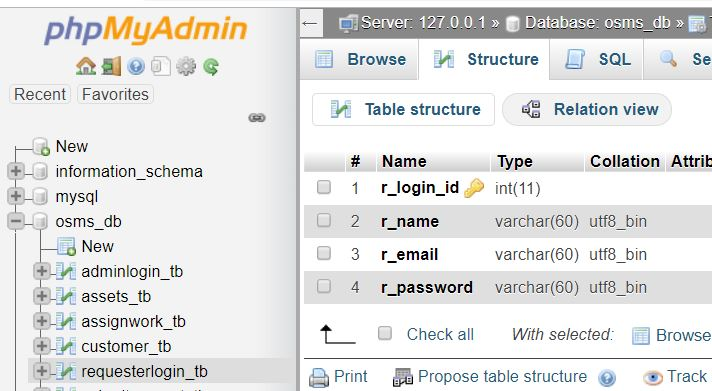 phpMyAdmin
Recent Favorites
New
information_schema
mysql
osms_db
New
adminlogin_tb
assets_tb
assignwork_tb
customer_tb
requesterlogin_tb
Server: 127.0.0.1 » Database: osms_db »
Browse Structure SQL Se
Table structure Relation view
# Name Type Collation Attrib
1 r_login_id int(11)
2 r_name varchar(60) utf8_bin
3 r_email varchar(60) utf8_bin
4 r_password varchar(60) utf8_bin
Check all With selected: Browse
Print Propose table structure Track